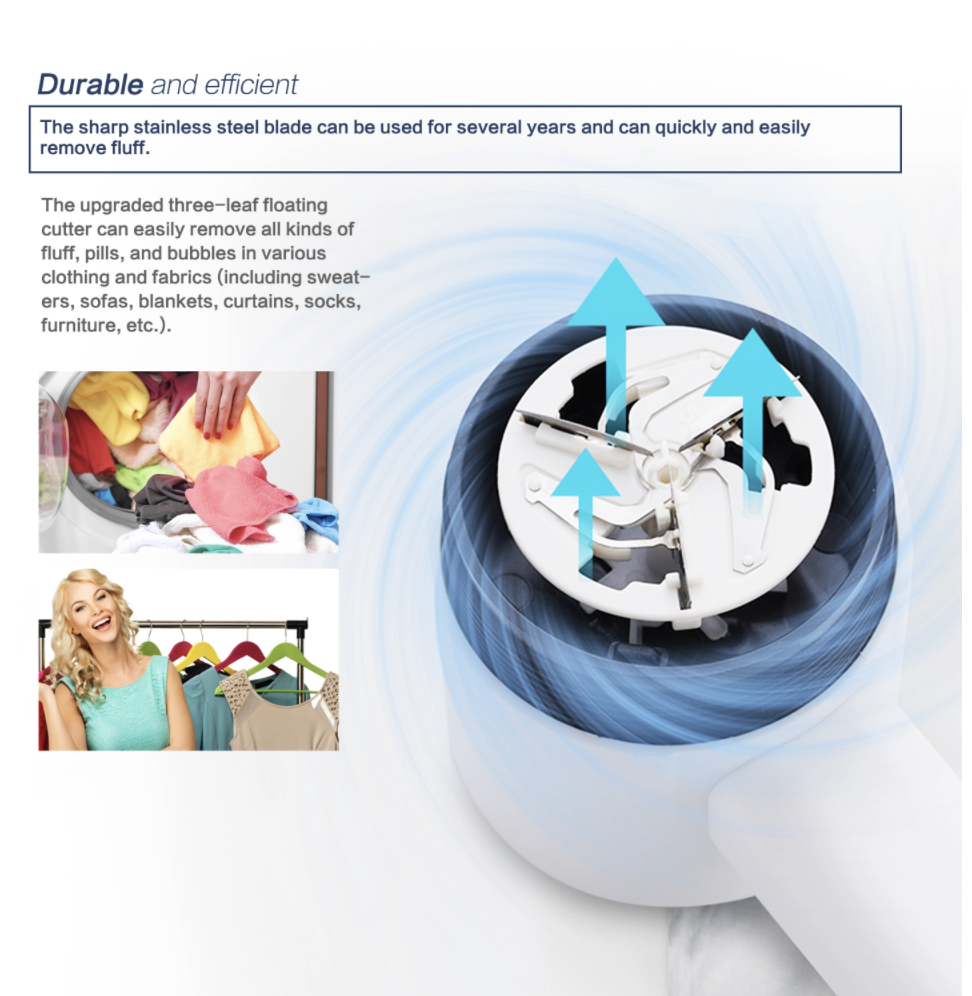 Durable and efficient
The sharp stainless steel blade can be used for several years and can quickly and easily
remove fluff.
The upgraded three-leaf floating
cutter can easily remove all kinds of
fluff, pills, and bubbles in various
clothing and fabrics (including sweat-
ers, sofas, blankets, curtains, socks,
furniture, etc.).